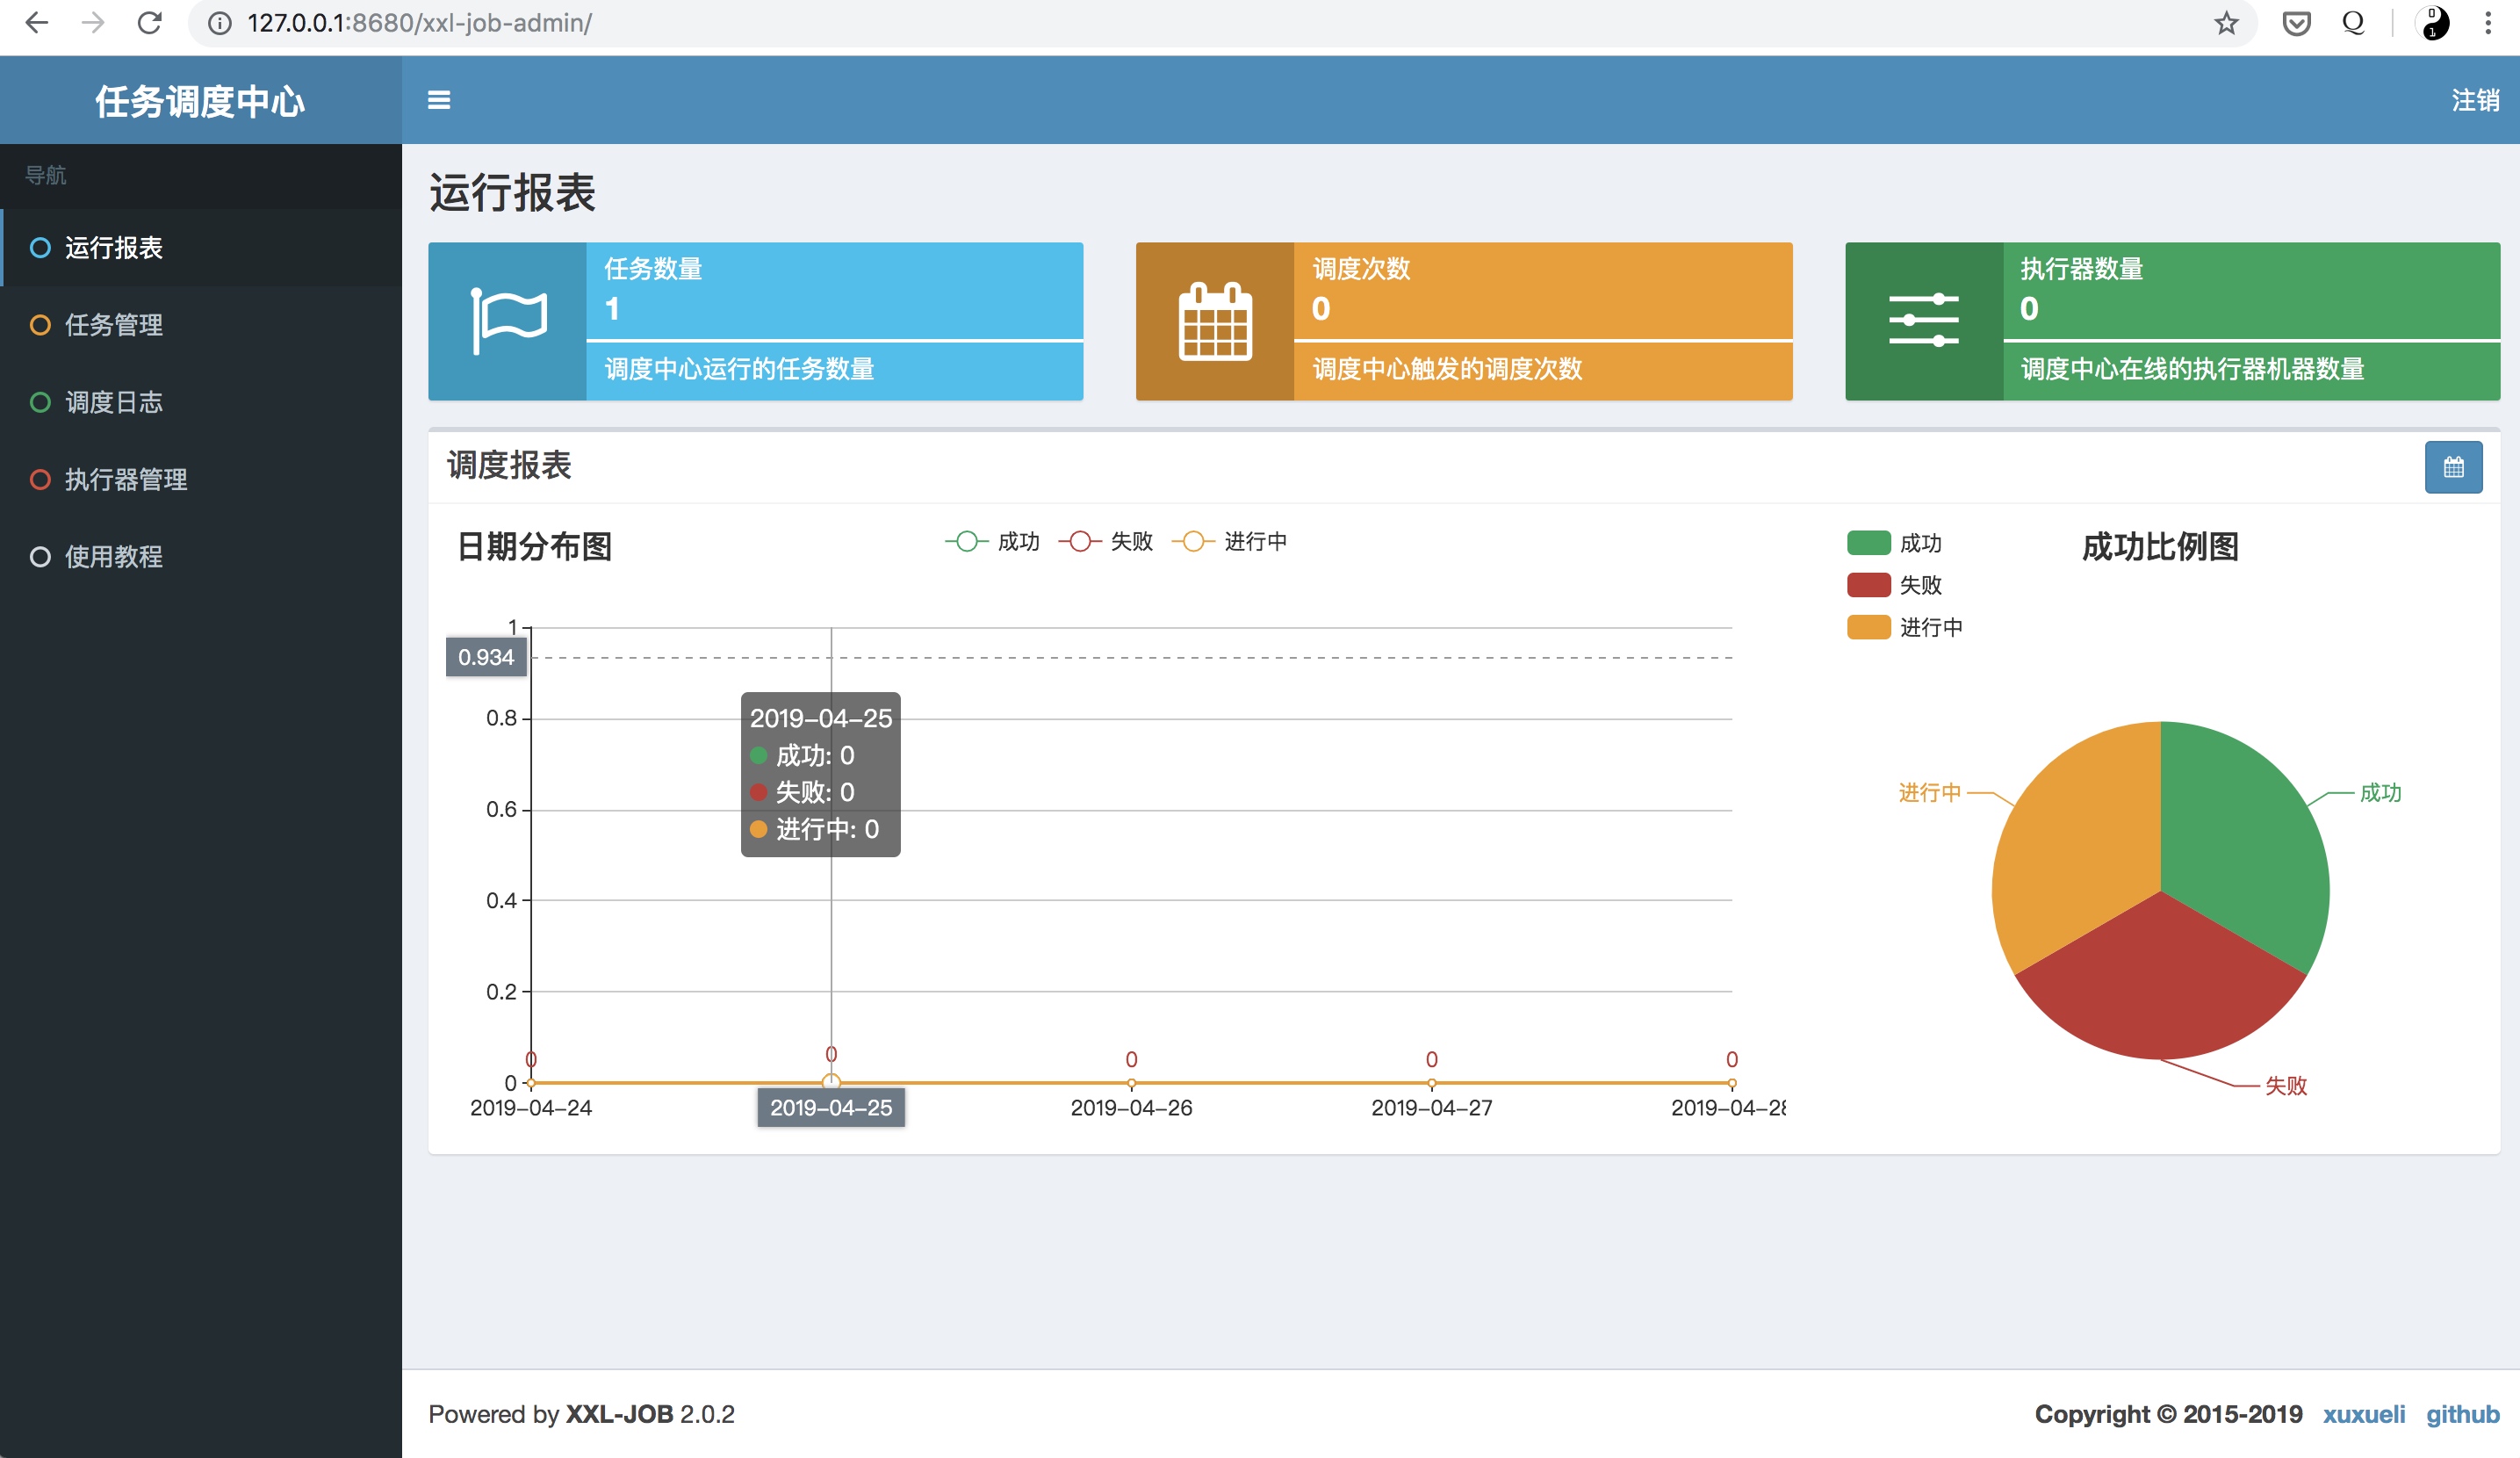 127.0.0.1:8680/xxl-job-admin/
任务调度中心
注销
导航
运行报表
任务管理
调度日志
执行器管理
使用教程
运行报表
任务数量
1
调度中心运行的任务数量
调度次数
0
调度中心触发的调度次数
执行器数量
0
调度中心在线的执行器机器数量
调度报表
日期分布图
成功 失败 进行中
1
0.934
0.8
0.6
0.4
0.2
0
2019-04-25
成功: 0
失败: 0
进行中: 0
0 0 0 0 0
2019-04-24 2019-04-25 2019-04-26 2019-04-27 2019-04-28
成功
失败
进行中
成功比例图
进行中
成功
失败
Powered by XXL-JOB 2.0.2
Copyright © 2015-2019 xuxueli github